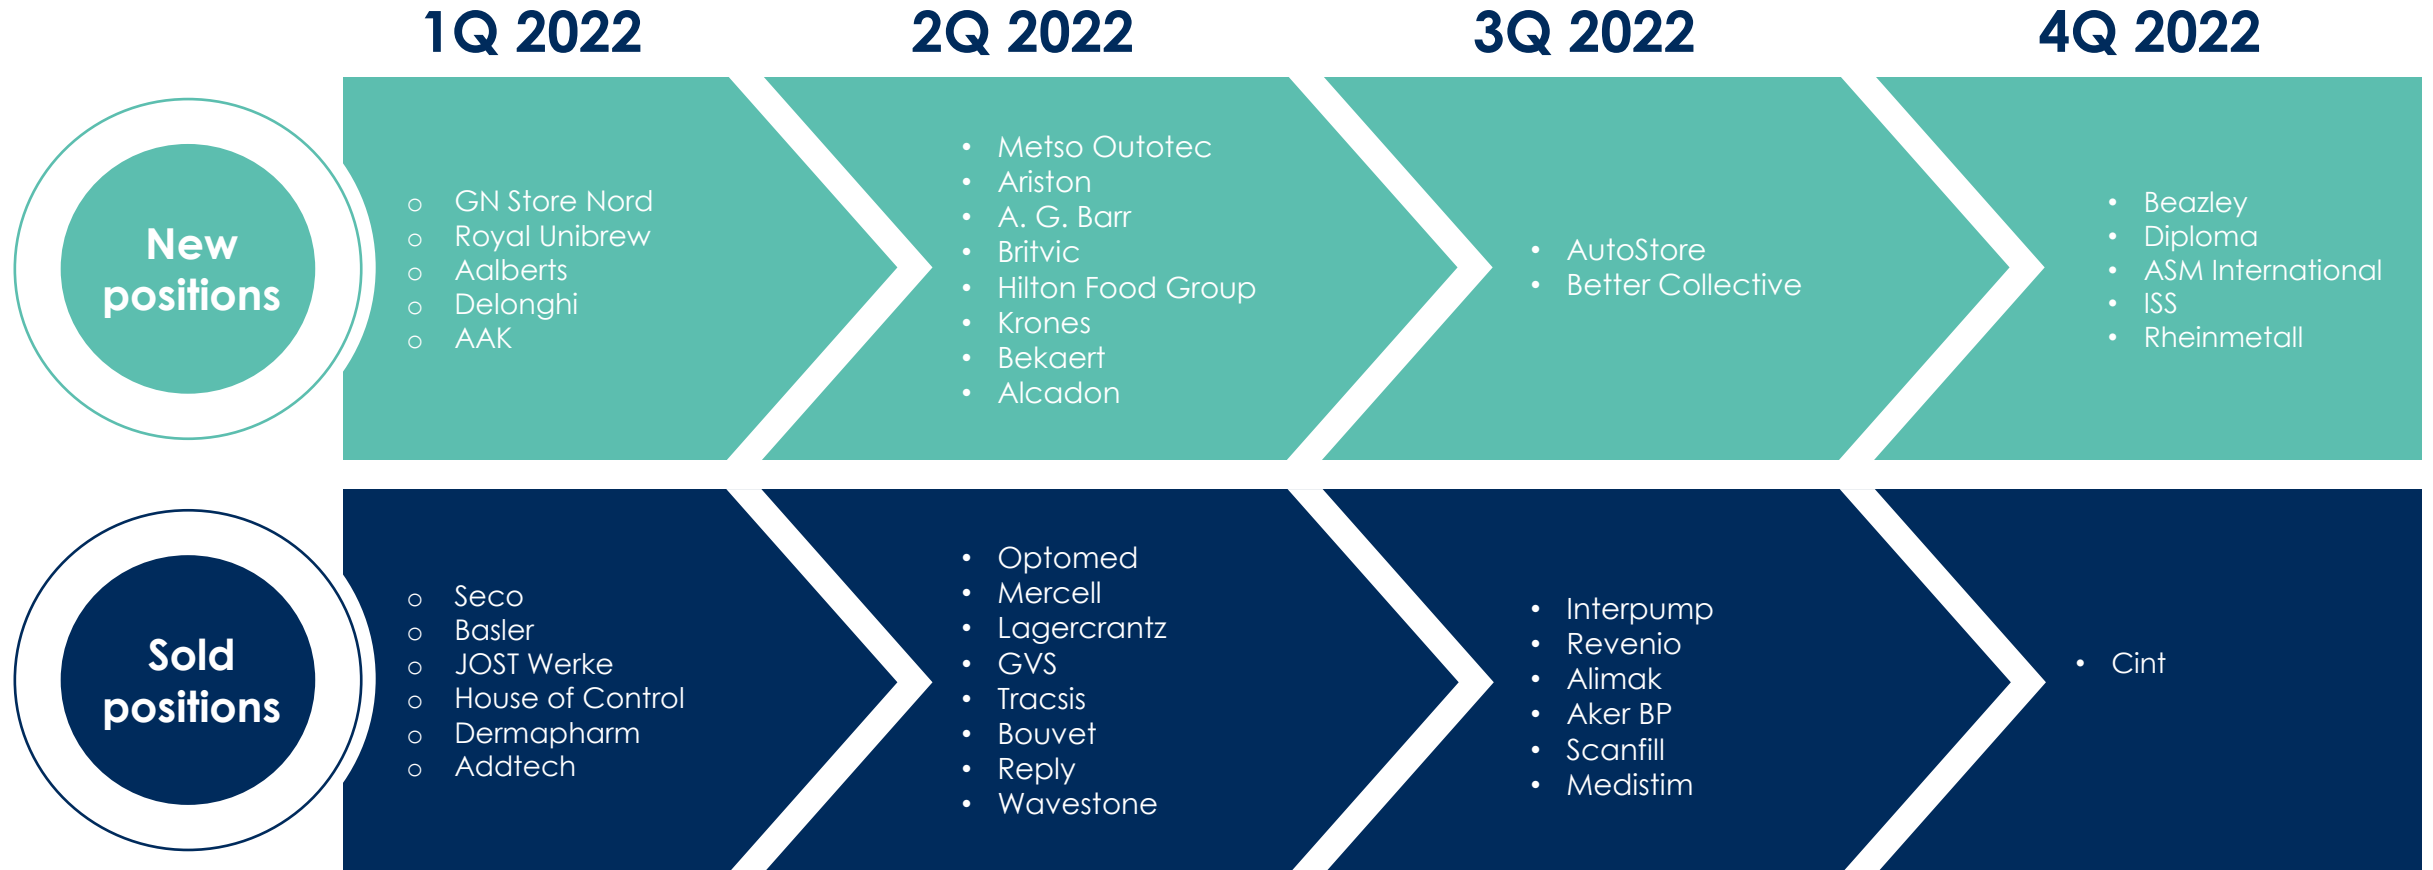 1Q 2022
2Q 2022
3Q 2022
4Q 2022
New
positions
o GN Store Nord
o Royal Unibrew
o Aalberts
o Delonghi
o AAK
• Metso Outotec
• Ariston
• A. G. Barr
• Britvic
• Hilton Food Group
• Krones
• Bekaert
• Alcadon
• AutoStore
• Better Collective
• Beazley
• Diploma
• ASM International
• ISS
• Rheinmetall
Sold
positions
o Seco
o Basler
o JOST Werke
o House of Control
o Dermapharm
o Addtech
• Optomed
• Mercell
• Lagercrantz
• GVS
• Tracsis
• Bouvet
• Reply
• Wavestone
• Interpump
• Revenio
• Alimak
• Aker BP
• Scanfill
• Medistim
• Cint